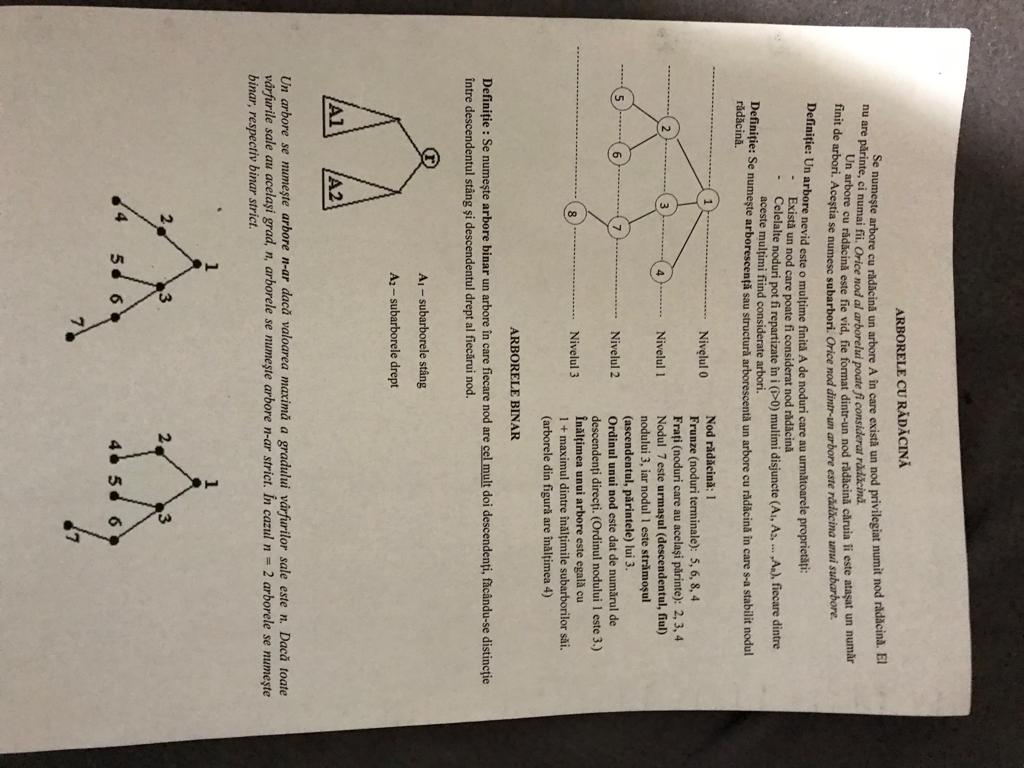 ARBORELE CU RĂDĂCINĂ
Se numeşte arbore cu rădăcină un arbore A în care există un nod privilegiat numit nod rădăcină. El
nu are părinte, ci numai fii. Orice nod al arborelui poate fi considerat rădăcină.
Un arbore cu rădăcină este fie vid, fie format dintr-un nod rădăcină căruia îi este ataşat un număr
finit de arbori. Aceştia se numesc subarbori. Orice nod dintr-un arbore este rădăcina unui subarbore.
Definiţie: Un arbore nevid este o mulţime finită A de noduri care au următoarele proprietăţi:
- Există un nod care poate fi considerat nod rădăcină
- Celelalte noduri pot fi repartizate în i (i>0) mulimi disjuncte (A1, A2, ... ,An), fiecare dintre
aceste mulţimi fiind considerate arbori.
Definiţie: Se numeşte arborescenţă sau structură arborescentă un arbore cu rădăcină în care s-a stabilit nodul
rădăcină.
1
Nivelul 0
2
3
4
Nivelul 1
5
6
7
Nivelul 2
8
Nivelul 3
Nod rădăcină: 1
Frunze (noduri terminale): 5, 6, 8, 4
Fraţi (noduri care au acelaşi părinte): 2, 3, 4
Nodul 7 este urmaşul (descendentul, fiul)
nodului 3, iar nodul 1 este strămoşul
(ascendentul, părintele) lui 3.
Ordinul unui nod este dat de numărul de
descendenţi direcţi. (Ordinul nodului 1 este 3.)
Înălţimea unui arbore este egală cu
1 + maximul dintre înălţimile subarborilor săi.
(arborele din figură are înălţimea 4)
ARBORELE BINAR
Definiţie : Se numeşte arbore binar un arbore în care fiecare nod are cel mult doi descendenţi, făcându-se distincţie
între descendentul stâng şi descendentul drept al fiecărui nod.
r
A1
A2
A1 – subarborele stâng
A2 – subarborele drept
Un arbore se numeşte arbore n-ar dacă valoarea maximă a gradului vârfurilor sale este n. Dacă toate
vârfurile sale au acelaşi grad, n, arborele se numeşte arbore n-ar strict. În cazul n = 2 arborele se numeşte
binar, respectiv binar strict.
1
2
3
4
5
6
7
1
2
3
4
5
6
7